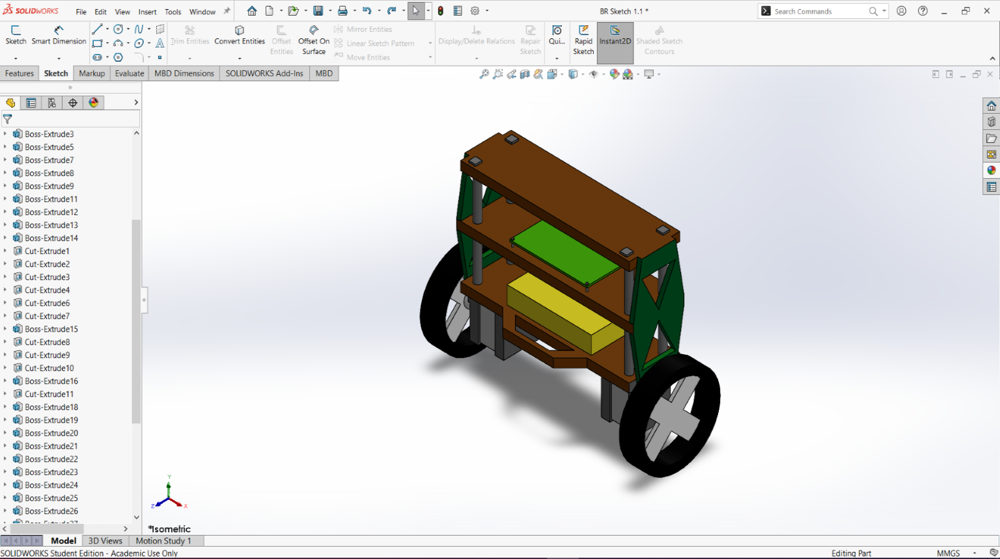 SOLIDWORKS File Edit View Insert Tools Window BR Sketch 1.1 * Search Commands
Sketch Smart Dimension Trim Entities Convert Entities Offset Entities Offset On Surface Mirror Entities Display/Delete Relations Repair Sketch Qui... Rapid Sketch Instant2D Shaded Sketch Contours
Linear Sketch Pattern
Move Entities
Features Sketch Markup Evaluate MBD Dimensions SOLIDWORKS Add-Ins MBD
Boss-Extrude3
Boss-Extrude5
Boss-Extrude7
Boss-Extrude8
Boss-Extrude9
Boss-Extrude11
Boss-Extrude12
Boss-Extrude13
Boss-Extrude14
Cut-Extrude1
Cut-Extrude2
Cut-Extrude3
Cut-Extrude4
Cut-Extrude6
Cut-Extrude7
Boss-Extrude15
Cut-Extrude8
Cut-Extrude9
Cut-Extrude10
Boss-Extrude16
Cut-Extrude11
Boss-Extrude18
Boss-Extrude19
Boss-Extrude20
Boss-Extrude21
Boss-Extrude22
Boss-Extrude23
Boss-Extrude24
Boss-Extrude25
Boss-Extrude26
Y
Z X
*Isometric
Model 3D Views Motion Study 1
SOLIDWORKS Student Edition - Academic Use Only Editing Part MMGS